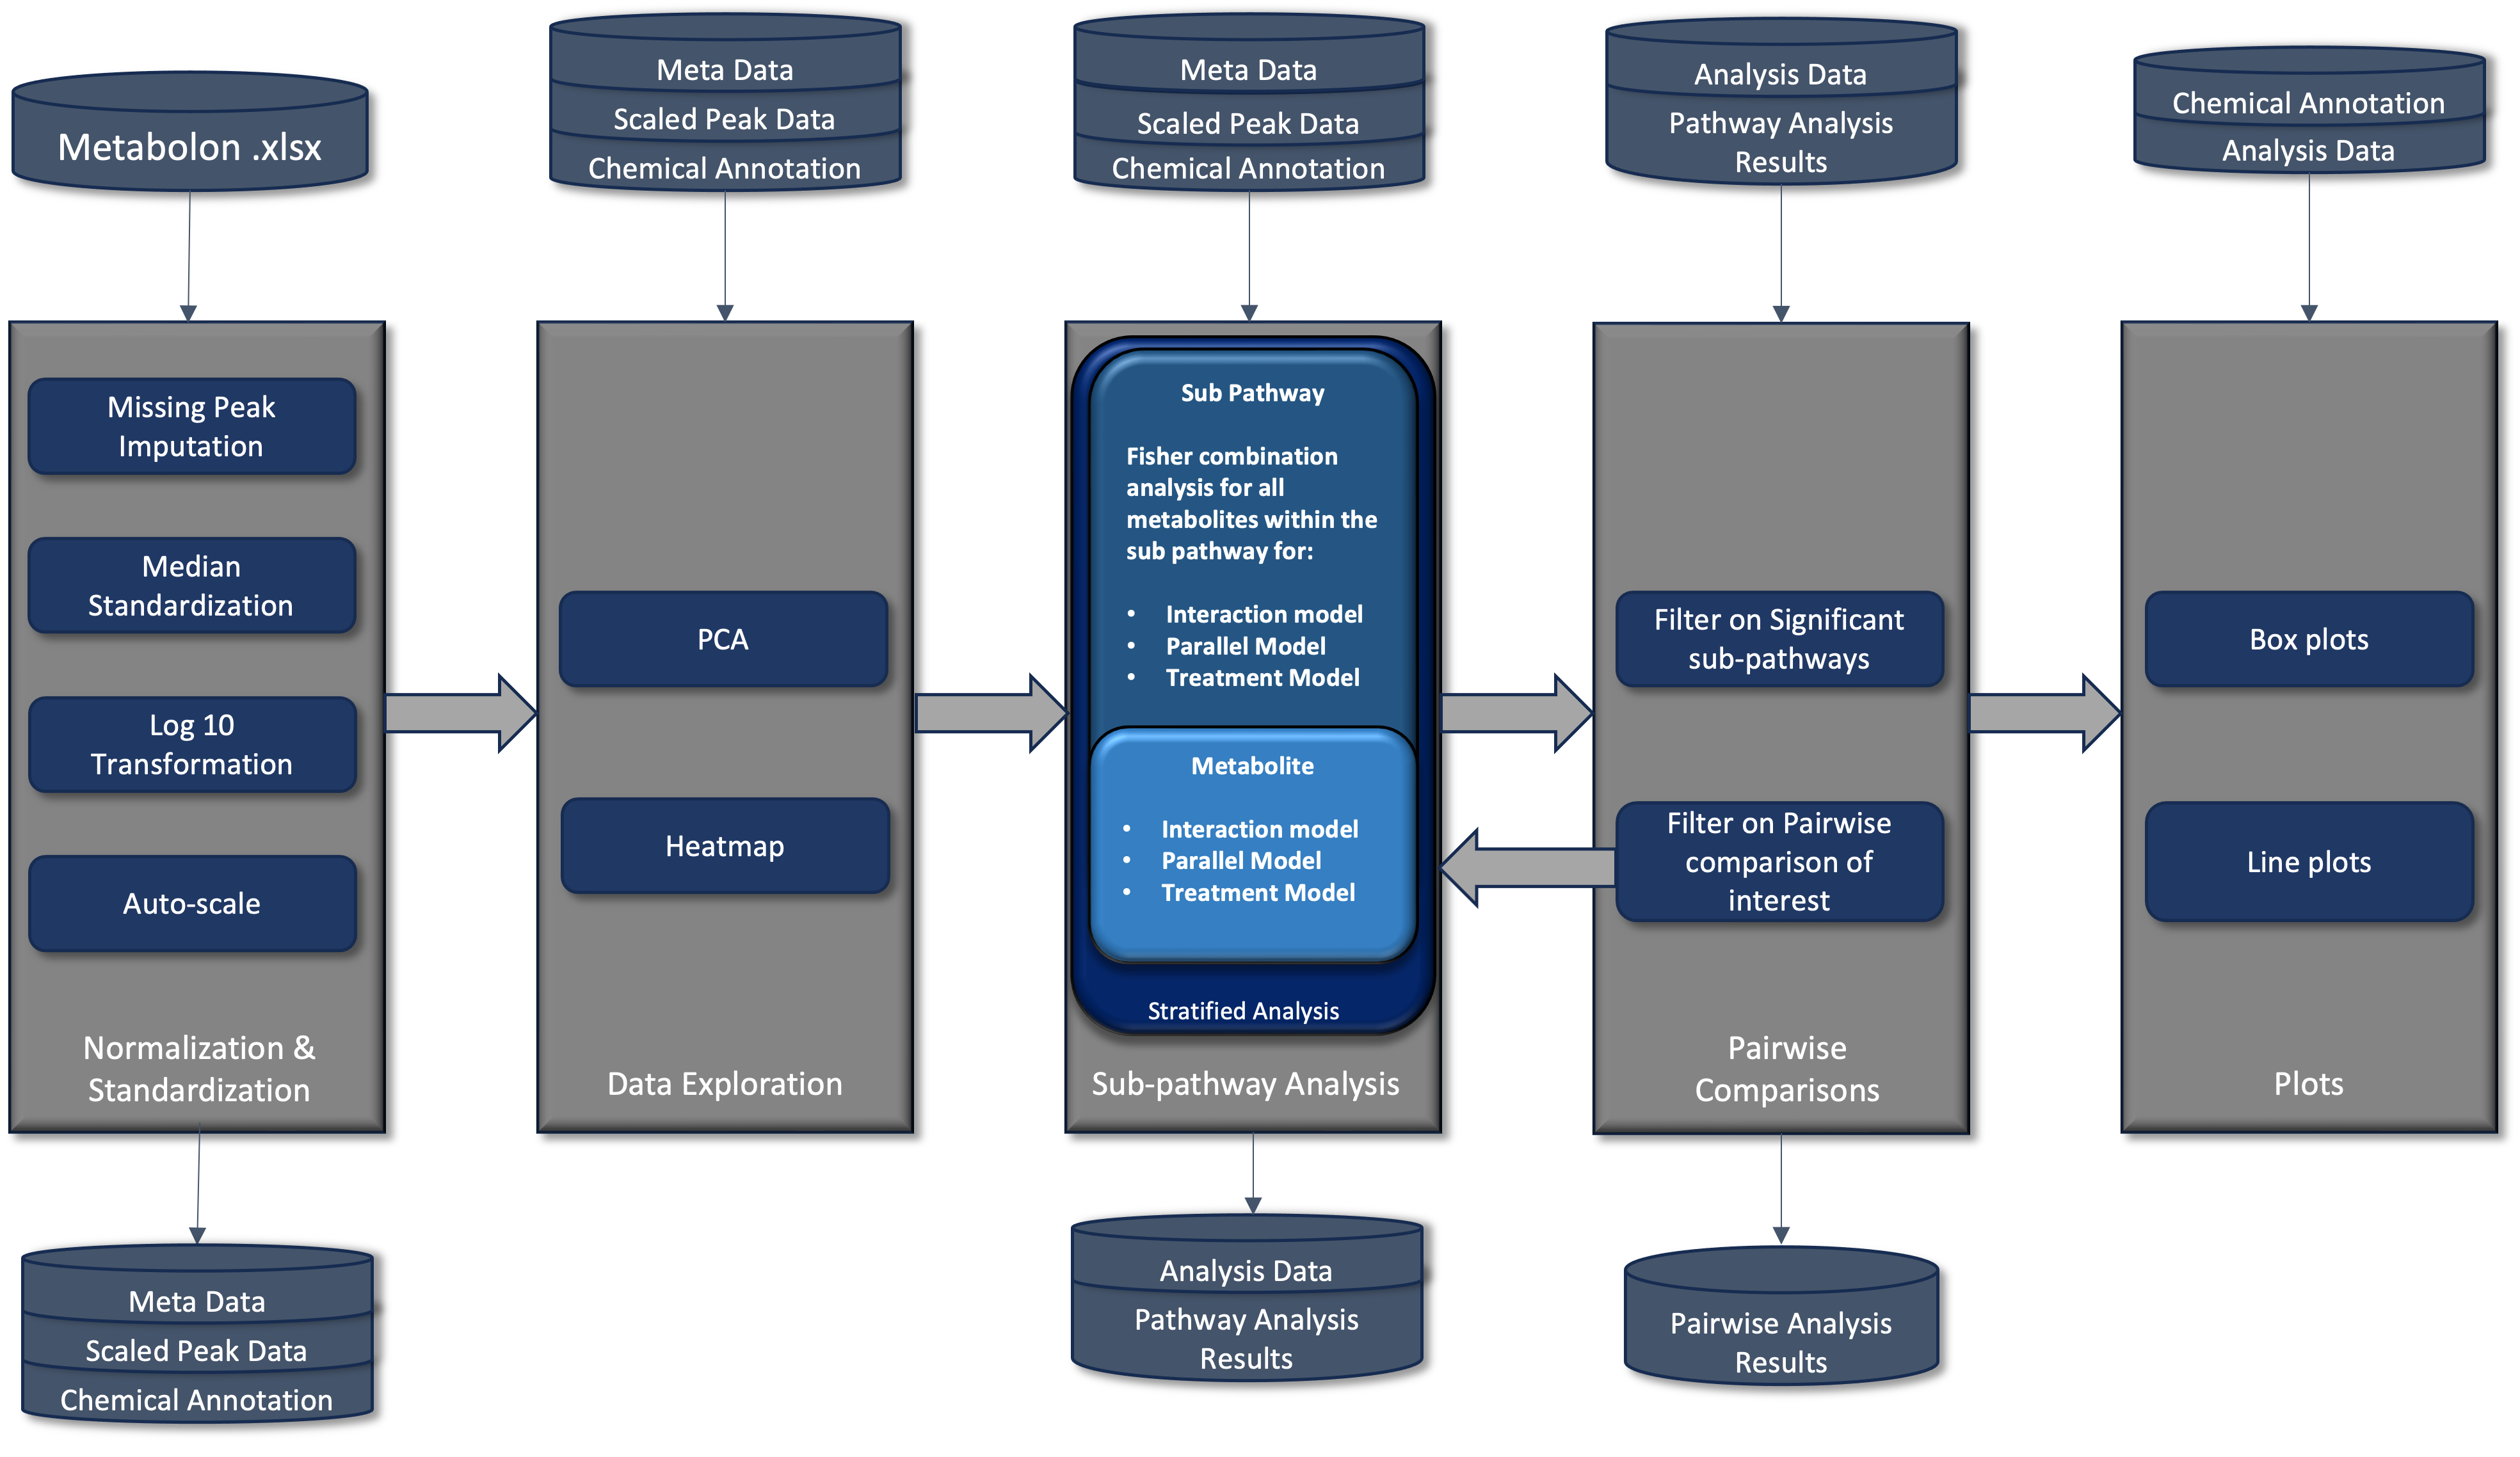 Metabolon .xlsx
Missing Peak
Imputation
Median
Standardization
Log 10
Transformation
Auto-scale
Normalization &
Standardization
Meta Data
Scaled Peak Data
Chemical Annotation
Meta Data
Scaled Peak Data
Chemical Annotation
PCA
Heatmap
Data Exploration
Meta Data
Scaled Peak Data
Chemical Annotation
Sub Pathway
Fisher combination
analysis for all
metabolites within the
sub pathway for:
• Interaction model
• Parallel Model
• Treatment Model
Metabolite
• Interaction model
• Parallel Model
• Treatment Model
Stratified Analysis
Sub-pathway Analysis
Analysis Data
Pathway Analysis
Results
Analysis Data
Pathway Analysis
Results
Filter on Significant
sub-pathways
Filter on Pairwise
comparison of
interest
Pairwise
Comparisons
Pairwise Analysis
Results
Chemical Annotation
Analysis Data
Box plots
Line plots
Plots